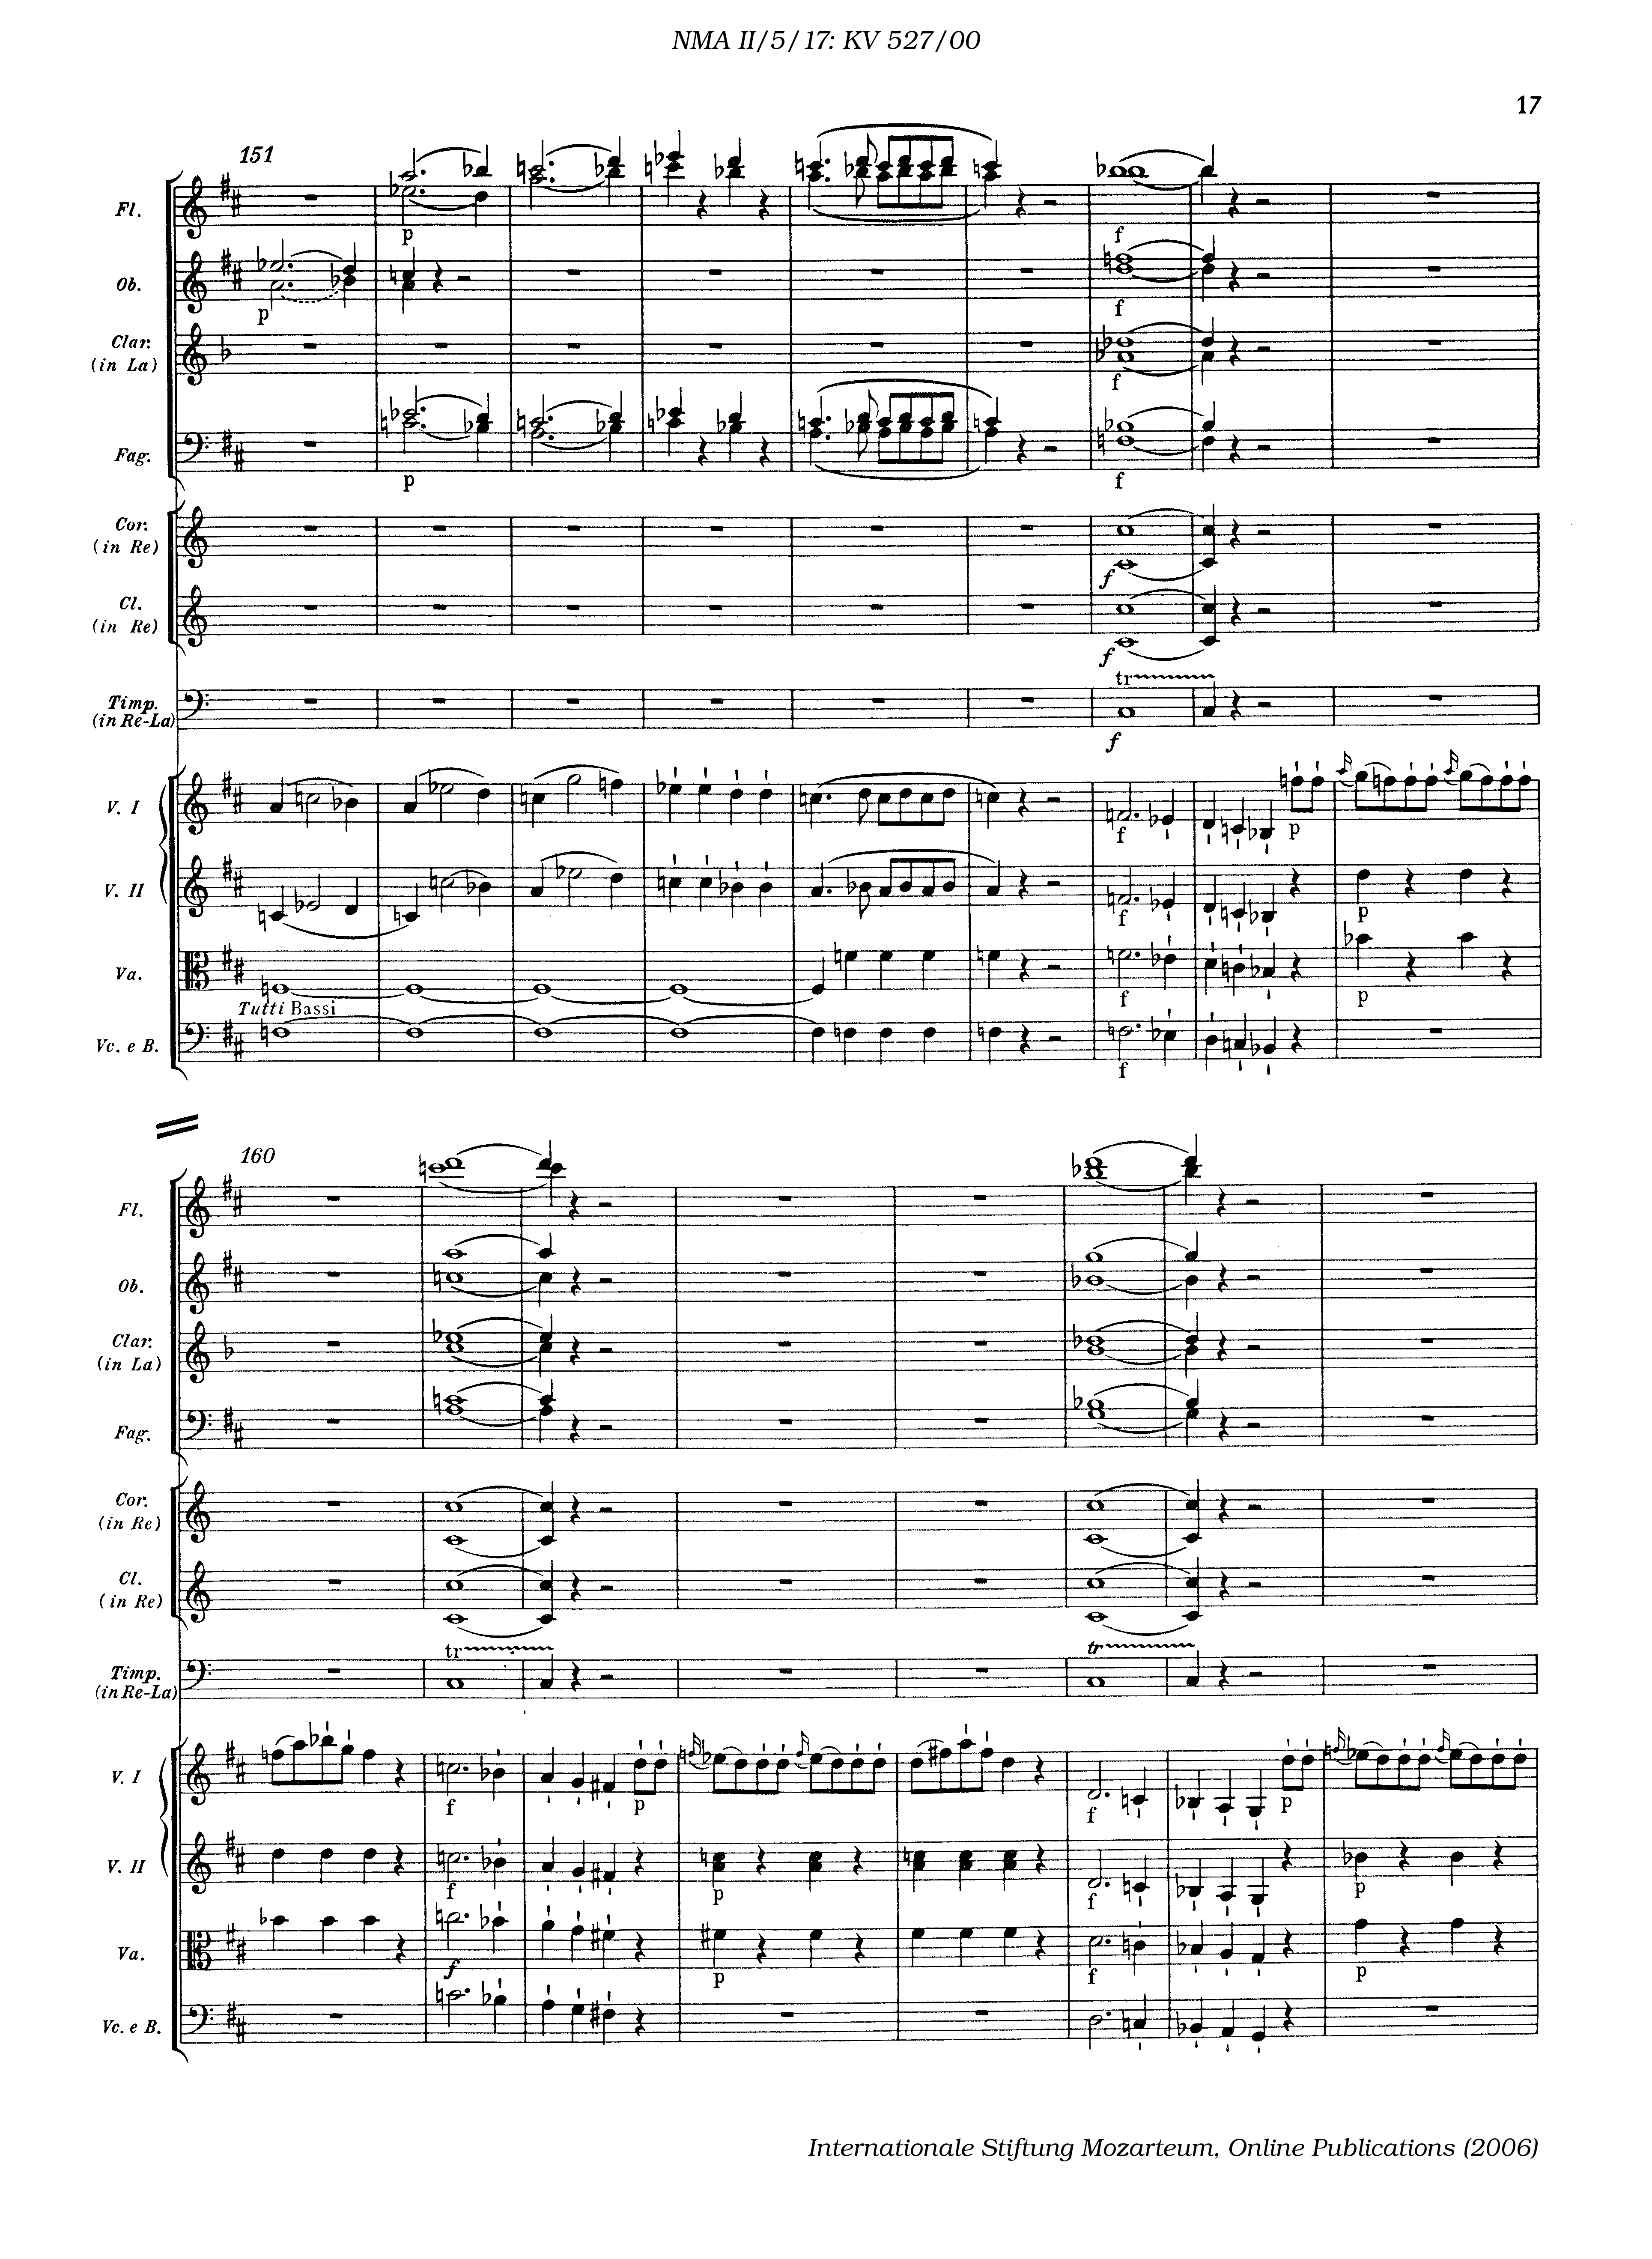 NMA II/5/17: KV 527/00
17
151
Fl.
p
Ob.
p
f
f
Clar.
(in La)
f
Fag.
p
f
Cor.
(in Re)
f
Cl.
(in Re)
f
tr
Timp.
(in Re-La)
f
V. I
f
p
V. II
f
p
Va.
f
p
Tutti Bassi
Vc. e B.
f
160
Fl.
Ob.
Clar.
(in La)
Fag.
Cor.
(in Re)
Cl.
(in Re)
tr
tr
Timp.
(in Re-La)
V. I
f
p
f
p
V. II
f
p
f
p
Va.
f
p
f
p
Vc. e B.
Internationale Stiftung Mozarteum, Online Publications (2006)